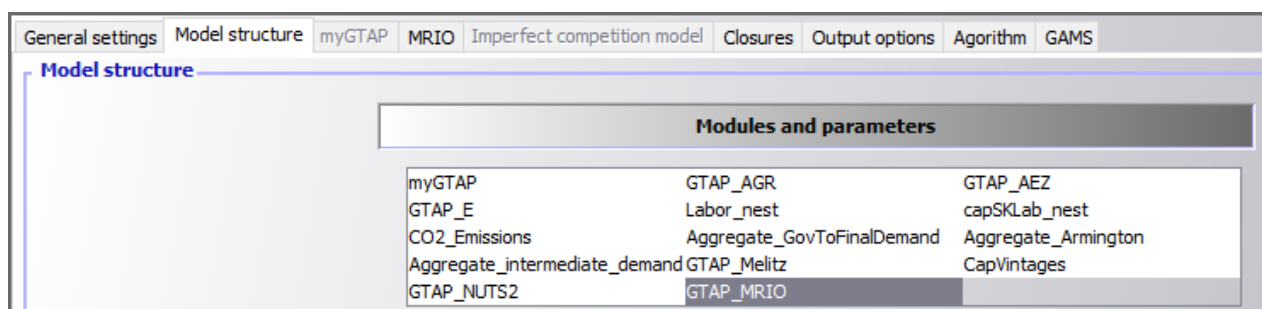 General settings Model structure myGTAP MRIO Imperfect competition model Closures Output options Agorithm GAMS
Model structure
Modules and parameters
myGTAP GTAP_AGR GTAP_AEZ
GTAP_E Labor_nest capSKLab_nest
CO2_Emissions Aggregate_GovToFinalDemand Aggregate_Armington
Aggregate_intermediate_demand GTAP_Melitz CapVintages
GTAP_NUTS2 GTAP_MRIO